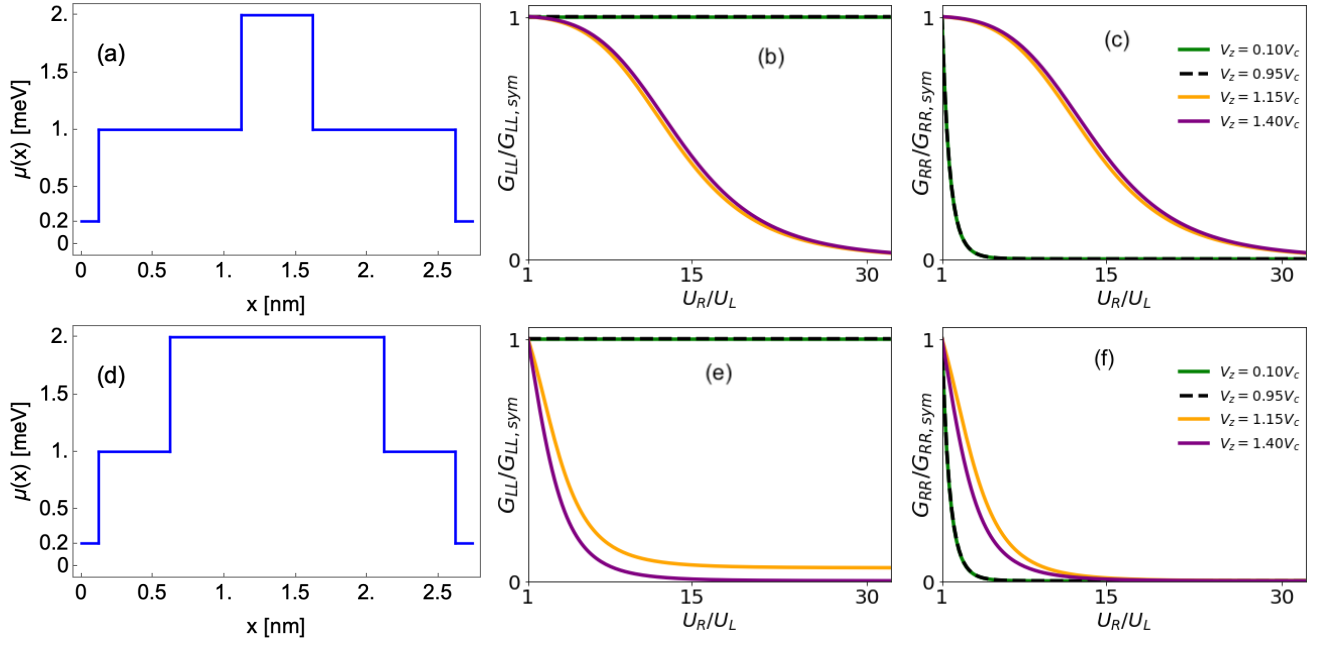 (a)
μ(x) [meV]
2.
1.5
1.
0.5
0.2
0
0
0.5
1.
1.5
2.
2.5
x [nm]
(b)
G_LL/G_LL, sym
1
0
1
15
30
U_R/U_L
(c)
G_RR/G_RR, sym
1
0
1
15
30
U_R/U_L
V_z = 0.10V_c
V_z = 0.95V_c
V_z = 1.15V_c
V_z = 1.40V_c
(d)
μ(x) [meV]
2.
1.5
1.
0.5
0.2
0
0
0.5
1.
1.5
2.
2.5
x [nm]
(e)
G_LL/G_LL, sym
1
0
1
15
30
U_R/U_L
(f)
G_RR/G_RR, sym
1
0
1
15
30
U_R/U_L
V_z = 0.10V_c
V_z = 0.95V_c
V_z = 1.15V_c
V_z = 1.40V_c